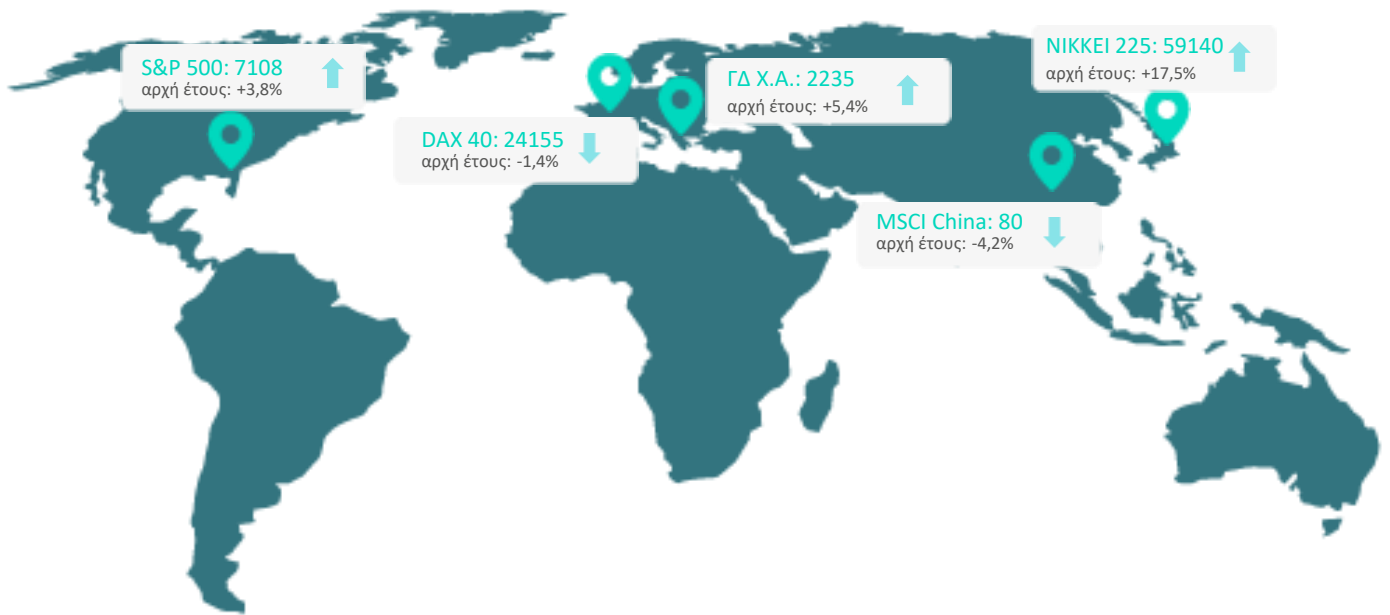 S&P 500: 7108
αρχή έτους: +3,8%
DAX 40: 24155
αρχή έτους: -1,4%
ΓΔ Χ.Α.: 2235
αρχή έτους: +5,4%
NIKKEI 225: 59140
αρχή έτους: +17,5%
MSCI China: 80
αρχή έτους: -4,2%